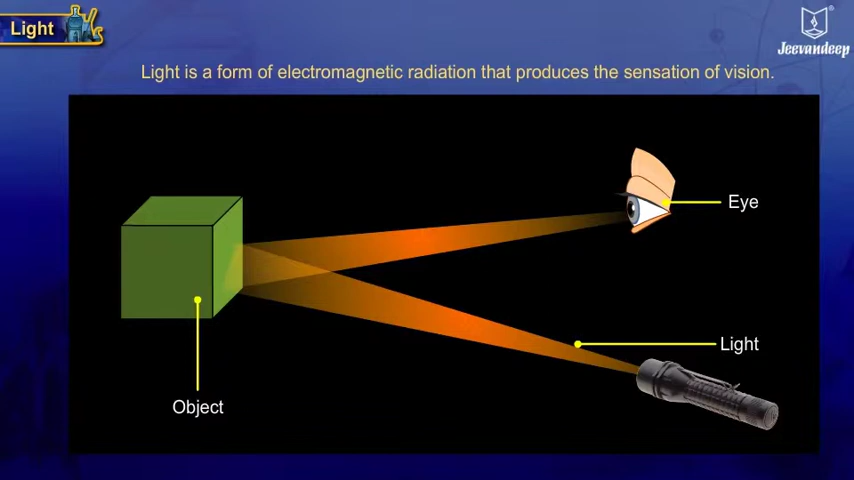 Light
Jeevandeep
Light is a form of electromagnetic radiation that produces the sensation of vision.
Eye
Light
Object